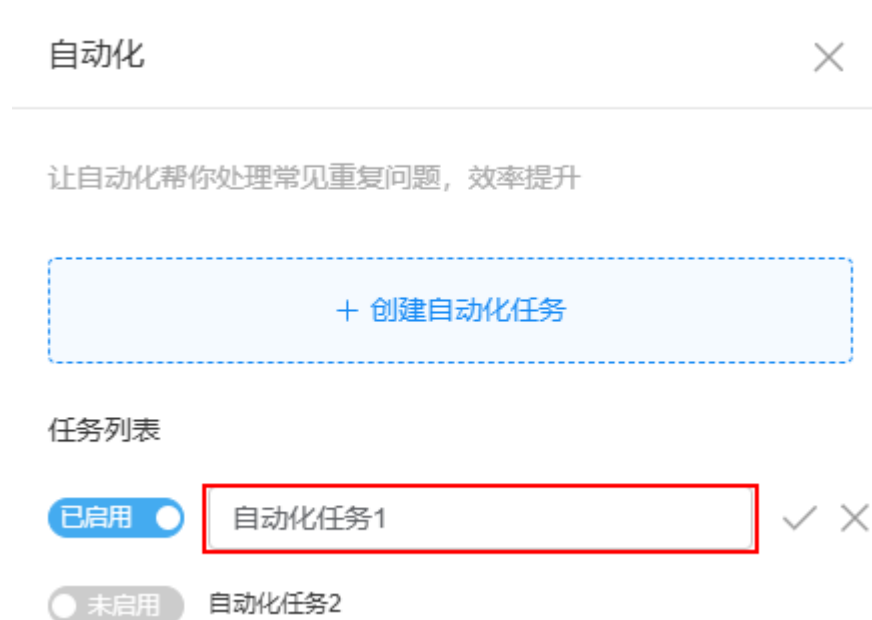 自动化
让自动化帮你处理常见重复问题，效率提升
+ 创建自动化任务
任务列表
已启用 自动化任务1
未启用 自动化任务2